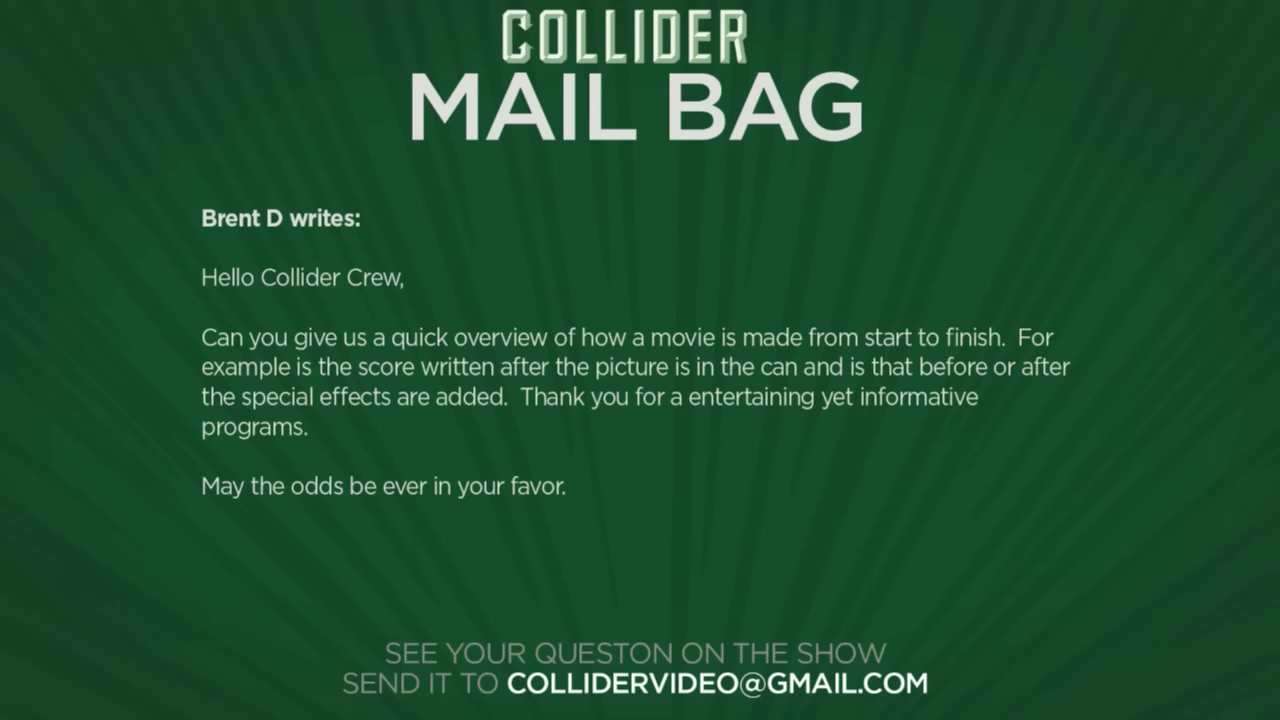 COLLIDER
MAIL BAG
Brent D writes:
Hello Collider Crew,
Can you give us a quick overview of how a movie is made from start to finish.  For
example is the score written after the picture is in the can and is that before or after
the special effects are added.  Thank you for a entertaining yet informative
programs.
May the odds be ever in your favor.
SEE YOUR QUESTON ON THE SHOW
SEND IT TO COLLIDERVIDEO@GMAIL.COM